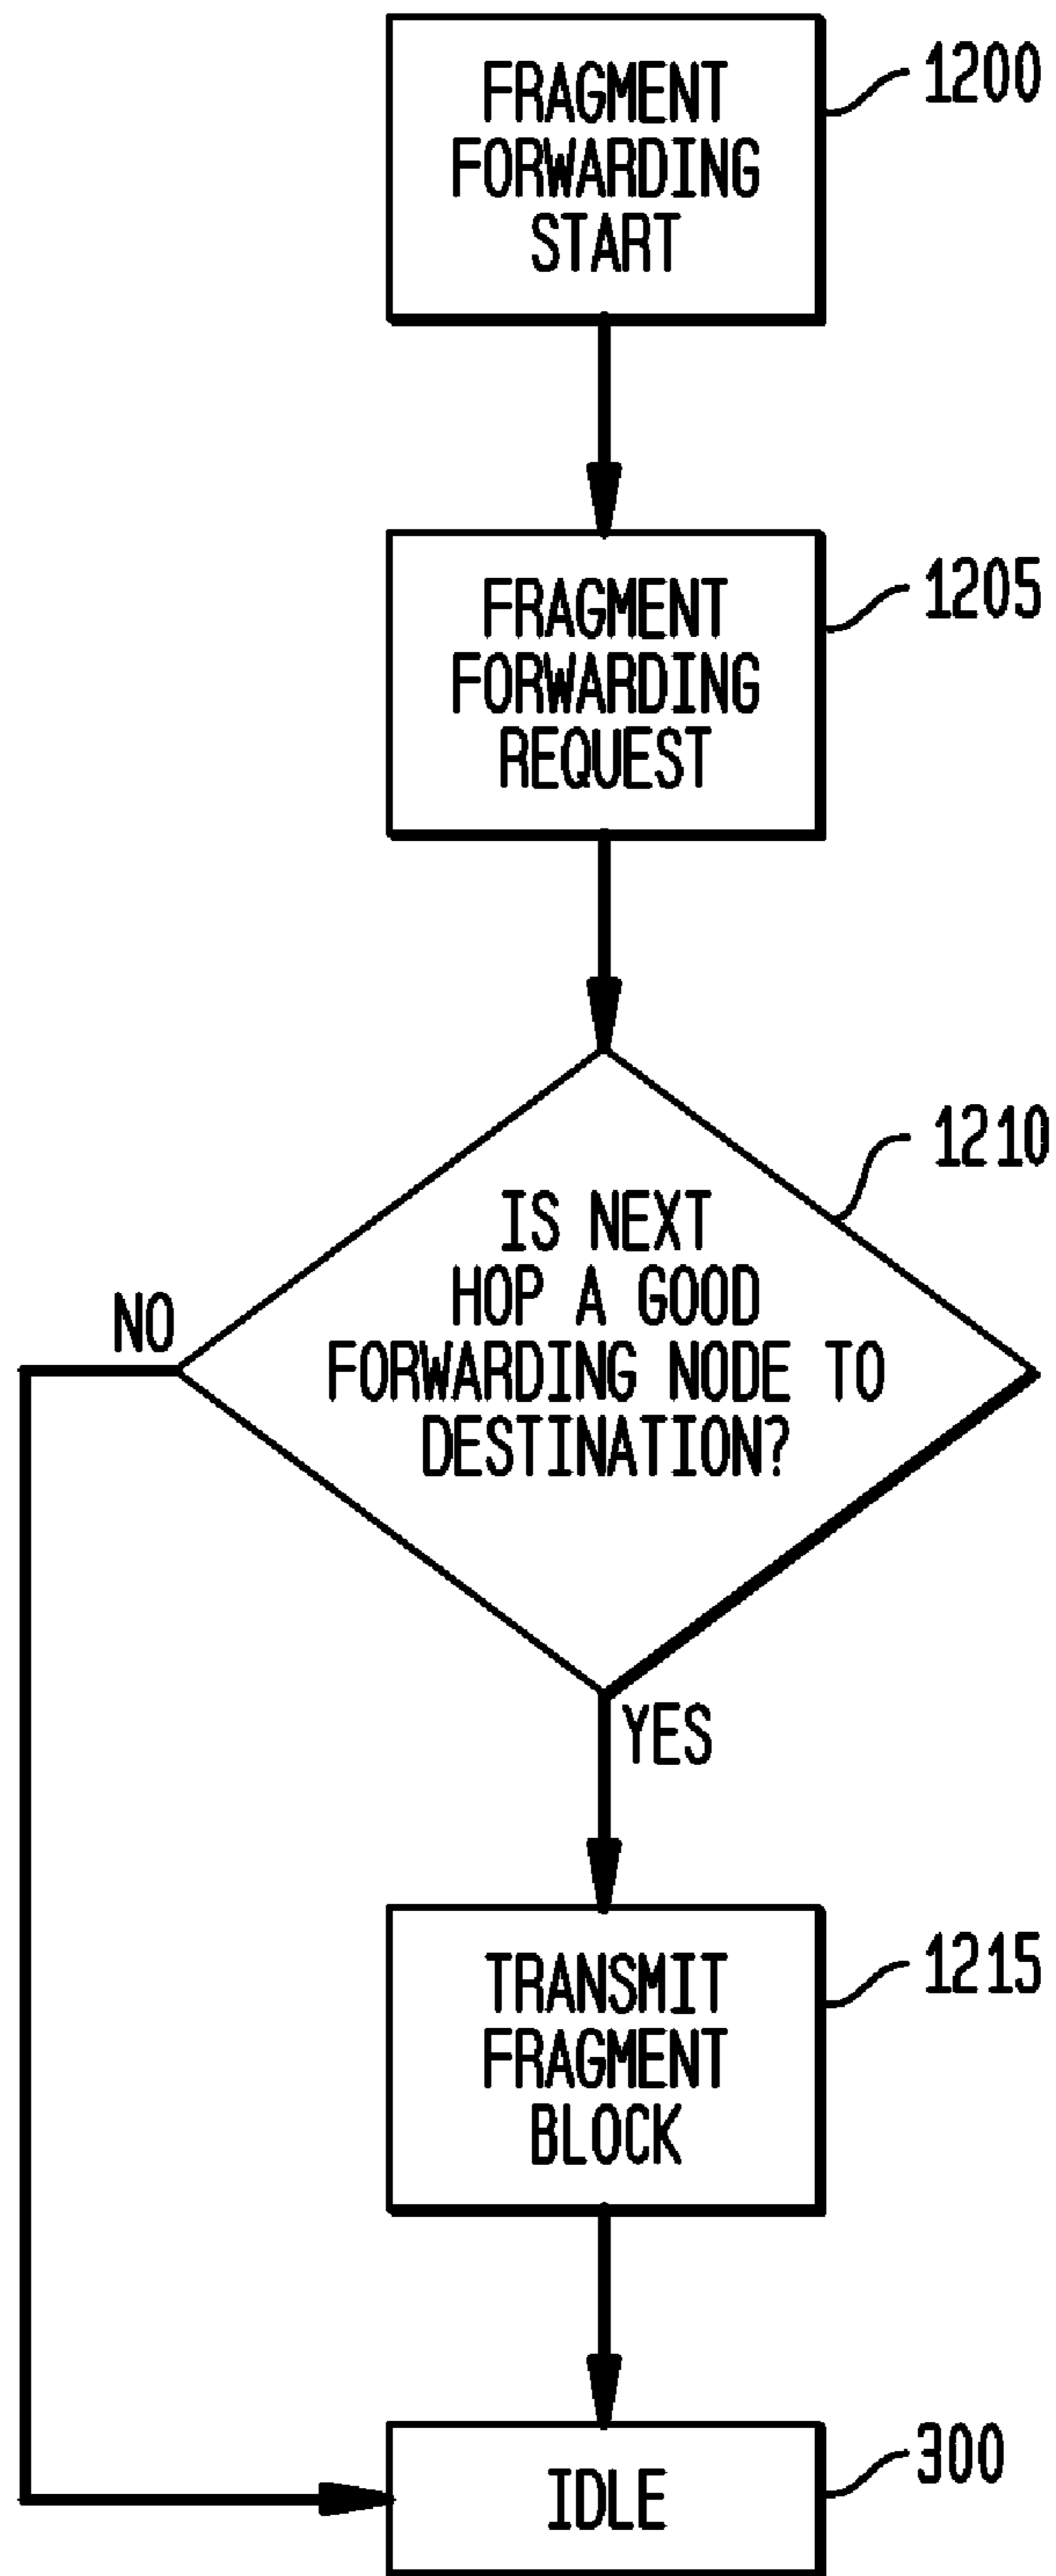 FRAGMENT
FORWARDING
START
1200
FRAGMENT
FORWARDING
REQUEST
1205
IS NEXT
HOP A GOOD
FORWARDING NODE TO
DESTINATION?
1210
NO
YES
TRANSMIT
FRAGMENT
BLOCK
1215
IDLE
300